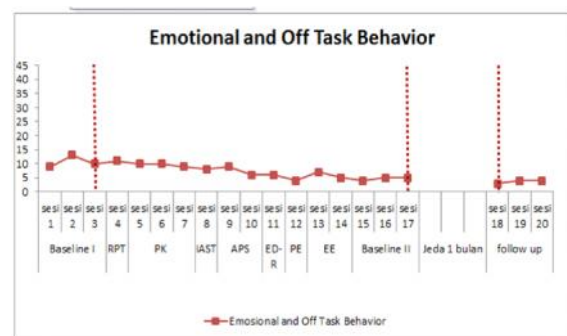 Emotional and Off Task Behavior
45
40
35
30
25
20
15
10
5
0
sesi sesi sesi sesi sesi sesi sesi sesi sesi sesi sesi sesi sesi sesi sesi sesi sesi sesi sesi sesi
1 2 3 4 5 6 7 8 9 10 11 12 13 14 15 16 17 18 19 20
Baseline I RPT PK IAST APS ED-R PE EE Baseline II Jeda 1 bulan follow up
Emosional and Off Task Behavior